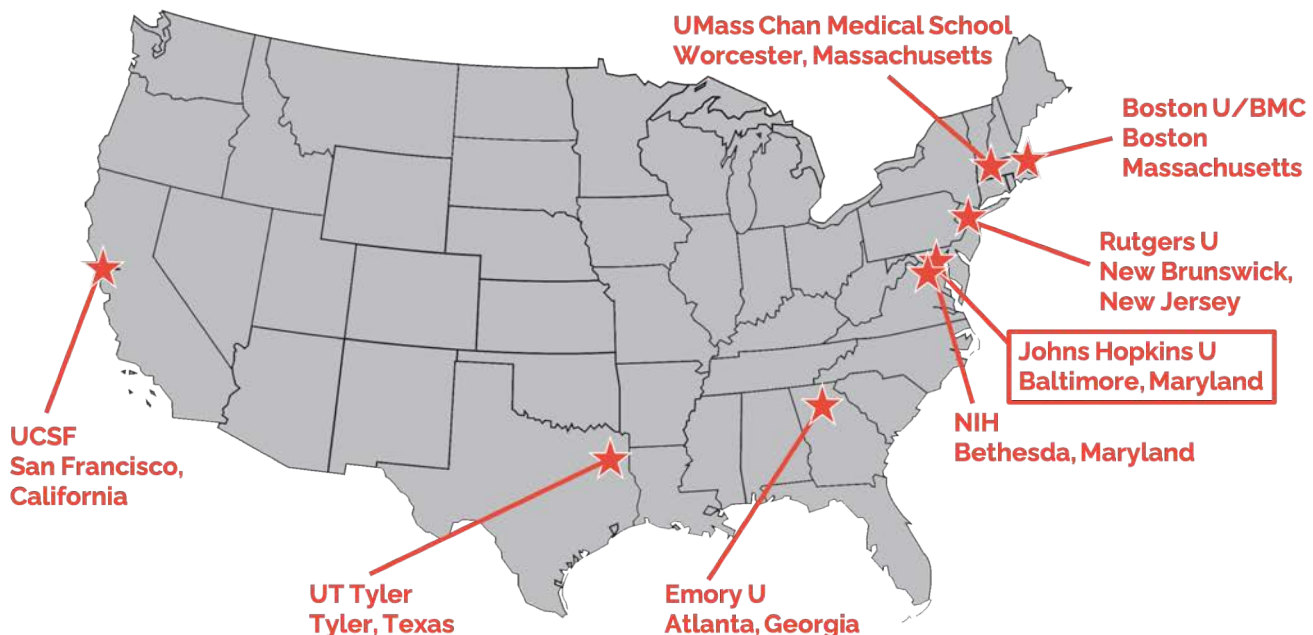 UMass Chan Medical School
Worcester, Massachusetts
Boston U/BMC
Boston
Massachusetts
Rutgers U
New Brunswick,
New Jersey
Johns Hopkins U
Baltimore, Maryland
NIH
Bethesda, Maryland
UCSF
San Francisco,
California
UT Tyler
Tyler, Texas
Emory U
Atlanta, Georgia